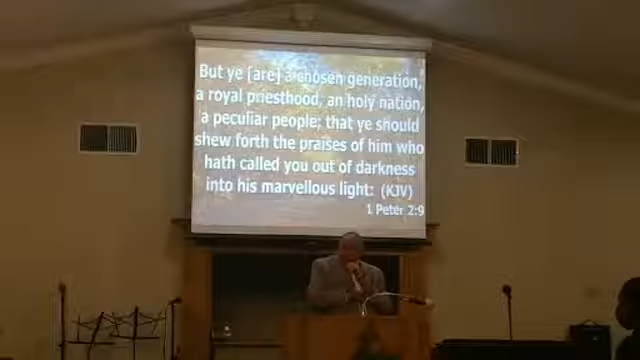 But ye [are] a chosen generation,
a royal priesthood, an holy nation,
a peculiar people; that ye should
shew forth the praises of him who
hath called you out of darkness
into his marvellous light: (KJV)
1 Peter 2:9